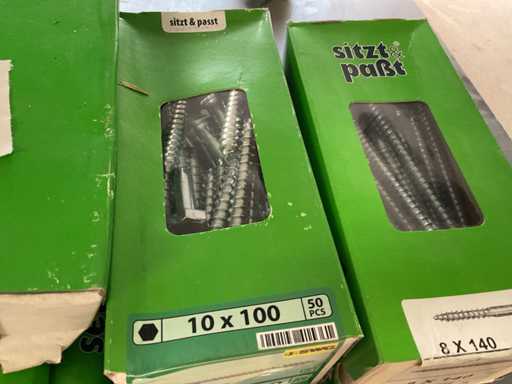 sitzt & passt
sitzt&
paßt
10 x 100
50
PCS
8 X 140